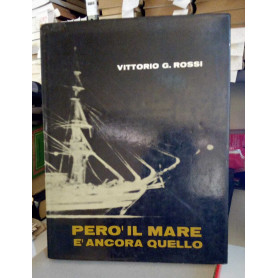 VITTORIO G. ROSSI
PERO' IL MARE
E' ANCORA QUELLO